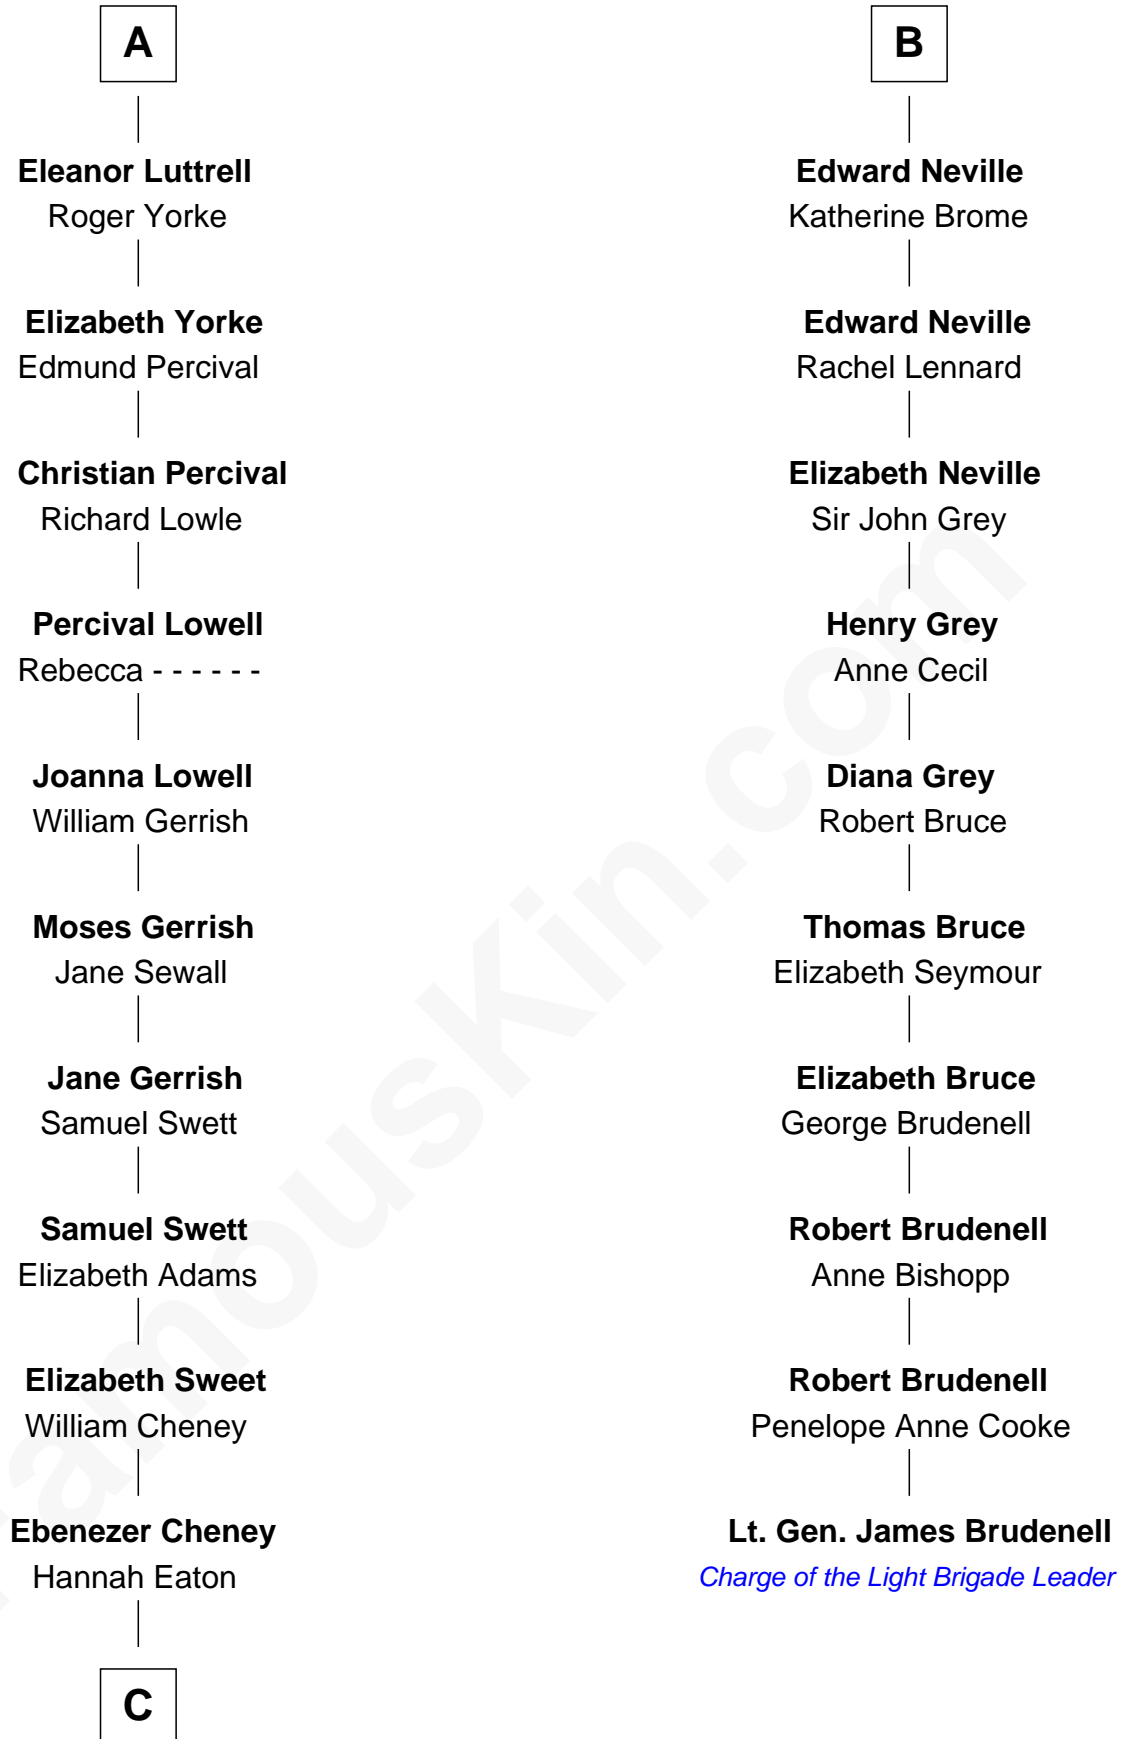 A
Eleanor Luttrell
Roger Yorke
Elizabeth Yorke
Edmund Percival
Christian Percival
Richard Lowle
Percival Lowell
Rebecca - - - - - -
Joanna Lowell
William Gerrish
Moses Gerrish
Jane Sewall
Jane Gerrish
Samuel Swett
Samuel Swett
Elizabeth Adams
Elizabeth Sweet
William Cheney
Ebenezer Cheney
Hannah Eaton
C
B
Edward Neville
Katherine Brome
Edward Neville
Rachel Lennard
Elizabeth Neville
Sir John Grey
Henry Grey
Anne Cecil
Diana Grey
Robert Bruce
Thomas Bruce
Elizabeth Seymour
Elizabeth Bruce
George Brudenell
Robert Brudenell
Anne Bishopp
Robert Brudenell
Penelope Anne Cooke
Lt. Gen. James Brudenell
Charge of the Light Brigade Leader
FamousKin.com